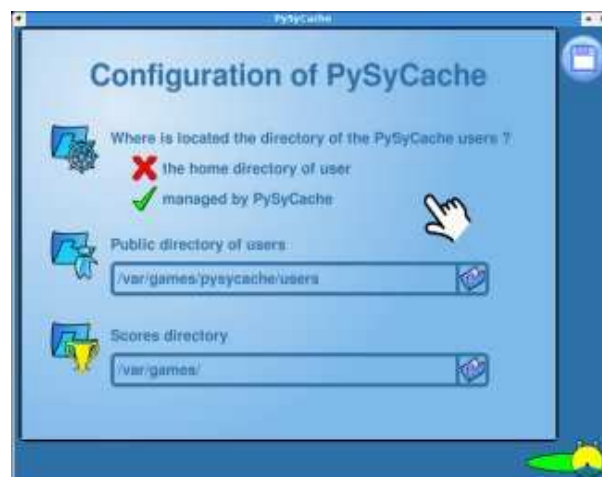 PySyCache
Configuration of PySyCache
Where is located the directory of the PySyCache users ?
the home directory of user
managed by PySyCache
Public directory of users
/var/games/pysycache/users
Scores directory
/var/games/